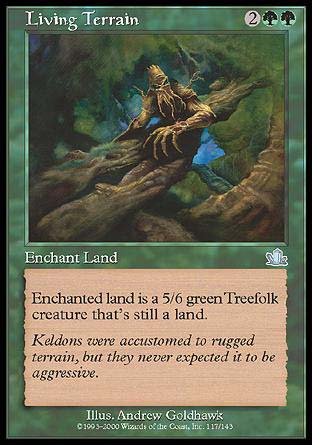 Living Terrain 2
Enchant Land
Enchanted land is a 5/6 green Treefolk
creature that's still a land.
Keldons were accustomed to rugged
terrain, but they never expected it to be
aggressive.
Illus. Andrew Goldhawk
©1993-2000 Wizards of the Coast, Inc. 117/143